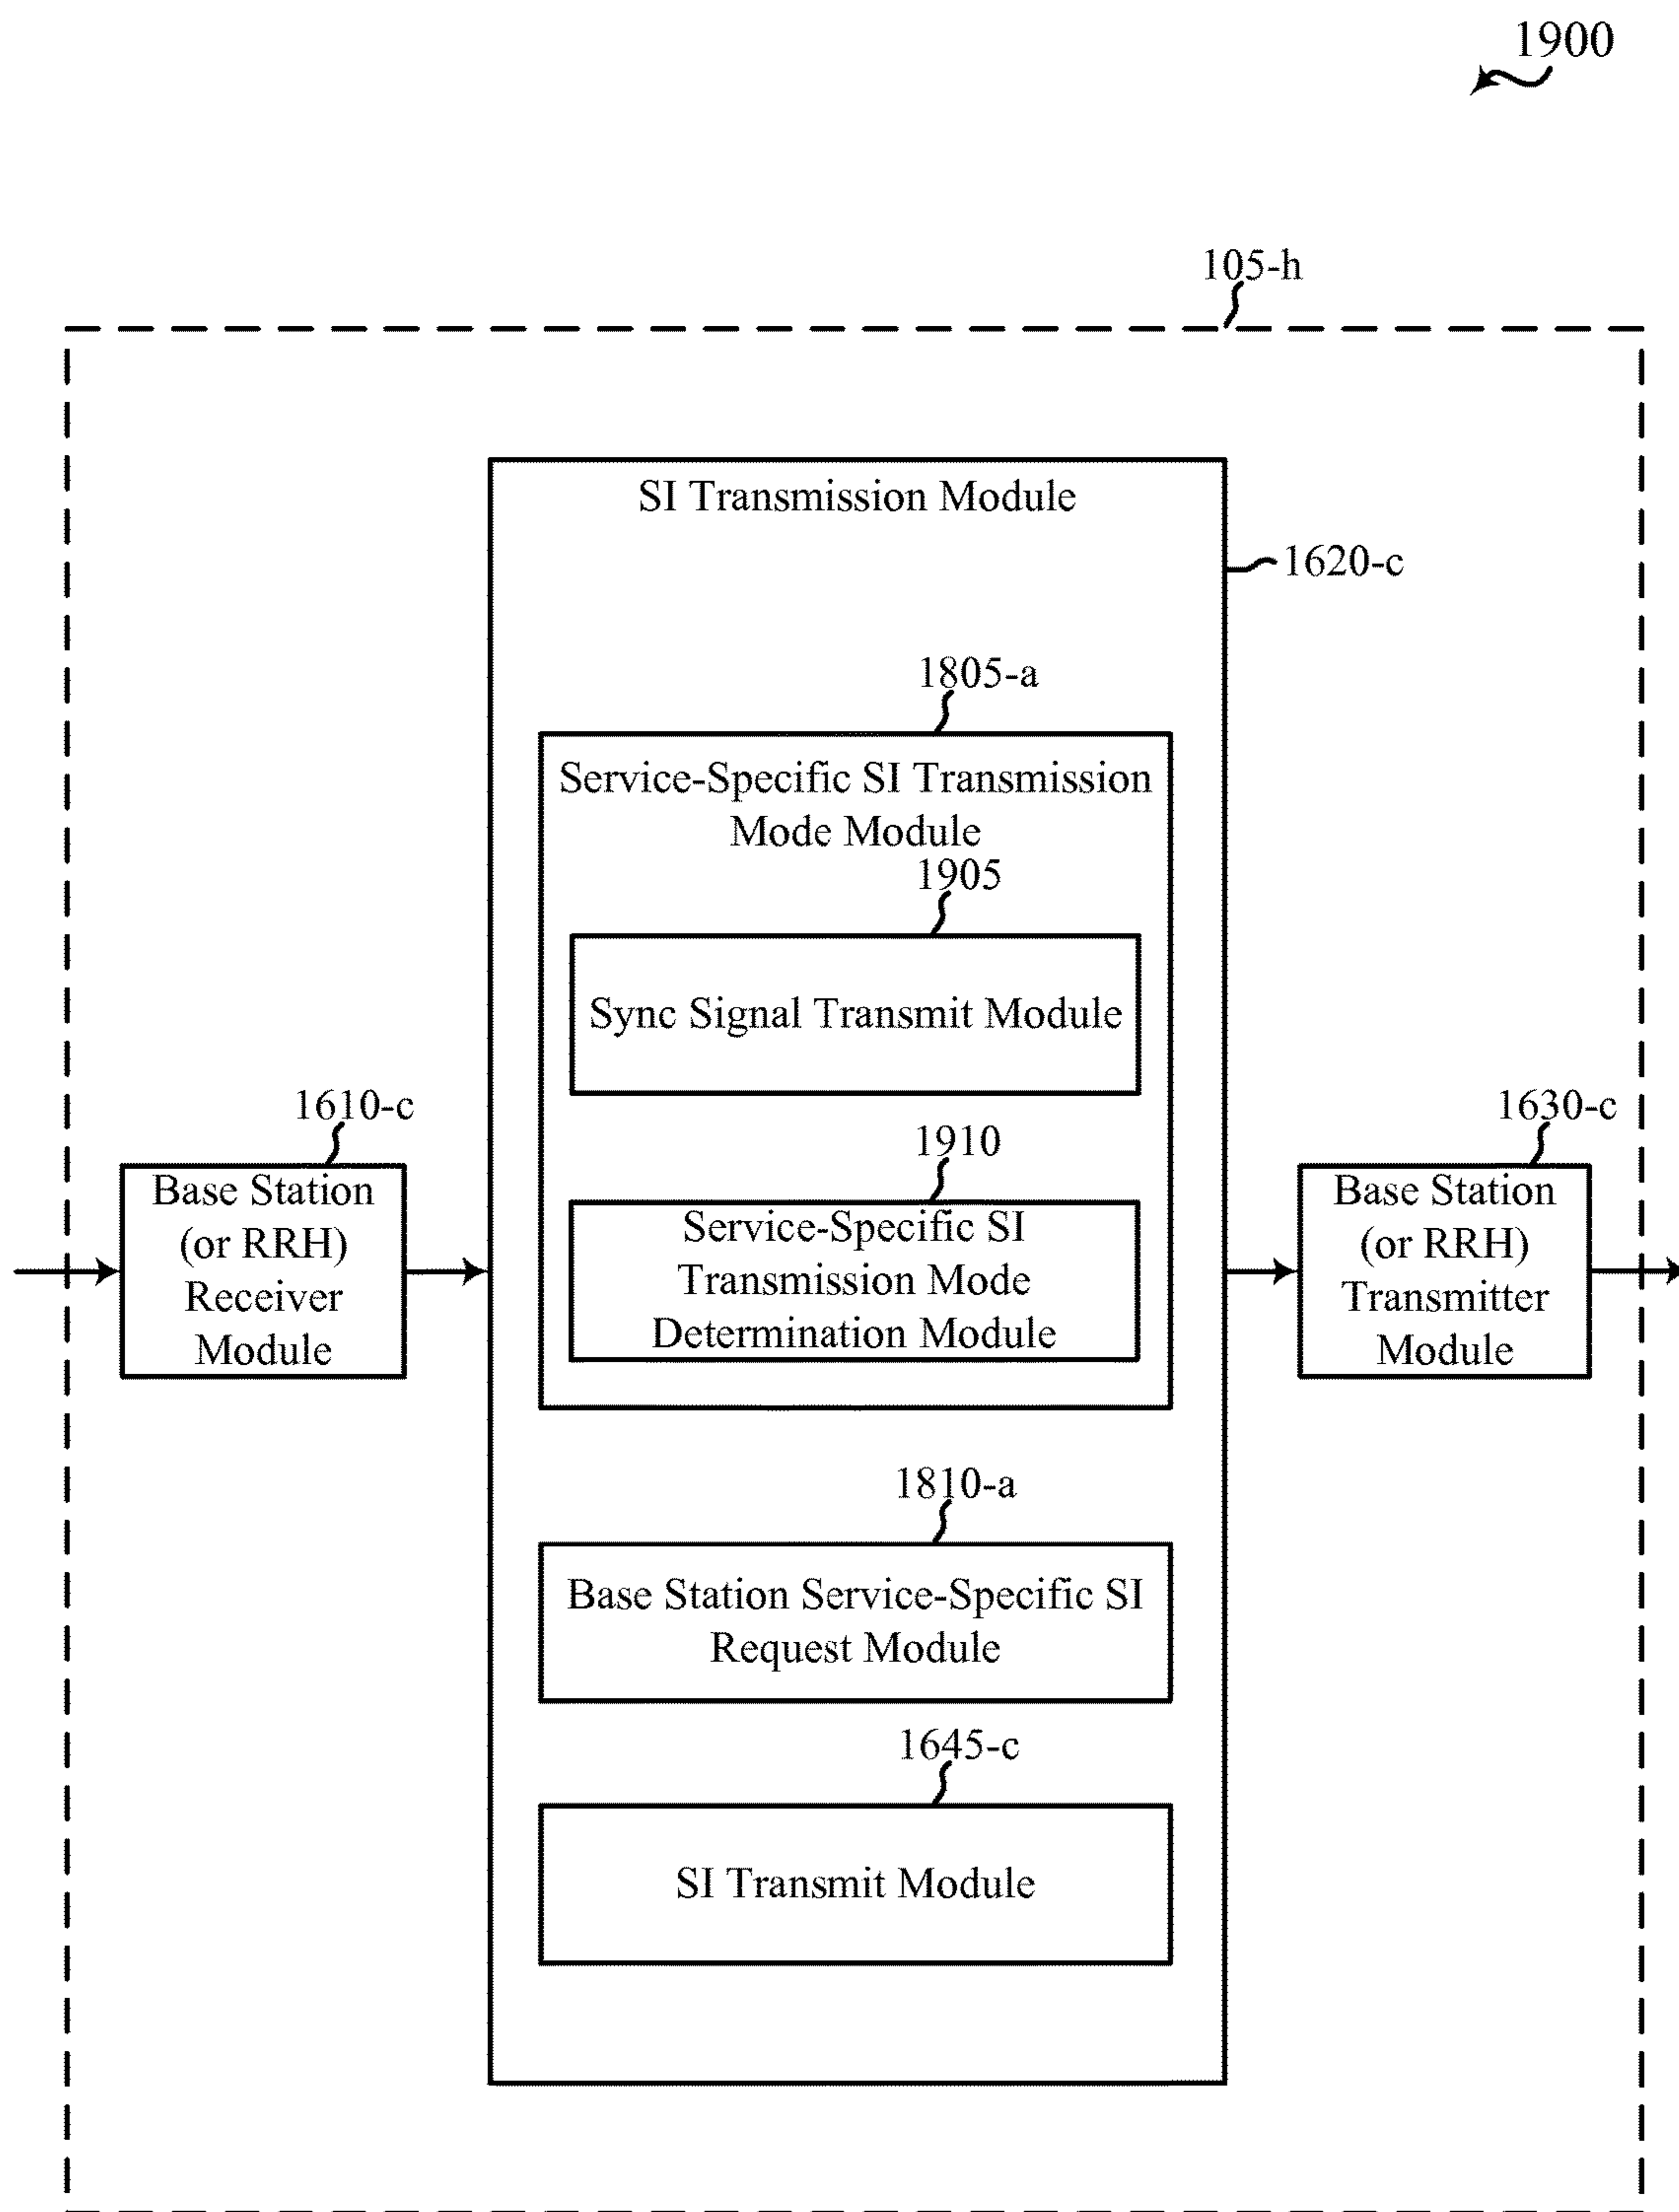 1900
105-h
SI Transmission Module
1620-c
1805-a
Service-Specific SI Transmission
Mode Module
1905
Sync Signal Transmit Module
1610-c
Base Station
(or RRH)
Receiver
Module
1910
Service-Specific SI
Transmission Mode
Determination Module
1630-c
Base Station
(or RRH)
Transmitter
Module
1810-a
Base Station Service-Specific SI
Request Module
1645-c
SI Transmit Module